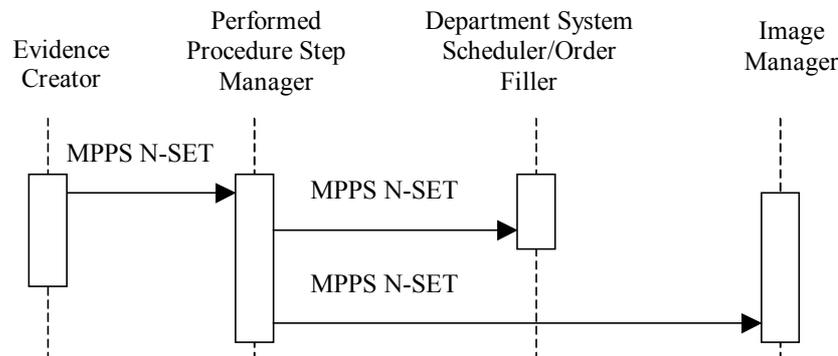 Evidence
Creator
Performed
Procedure Step
Manager
Department System
Scheduler/Order
Filler
Image
Manager
MPPS N-SET
MPPS N-SET
MPPS N-SET